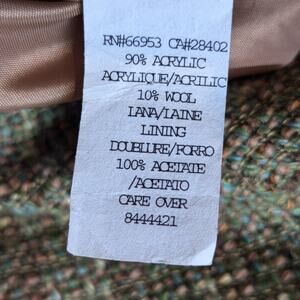 RN#66953 CA#28402
90% ACRYLIC
ACRYLIQUE/ACRILIC
10% WOOL
LANA/LAINE
LINING
DOUBLURE/FORRO
100% ACETATE
/ACETATO
CARE OVER
8444421